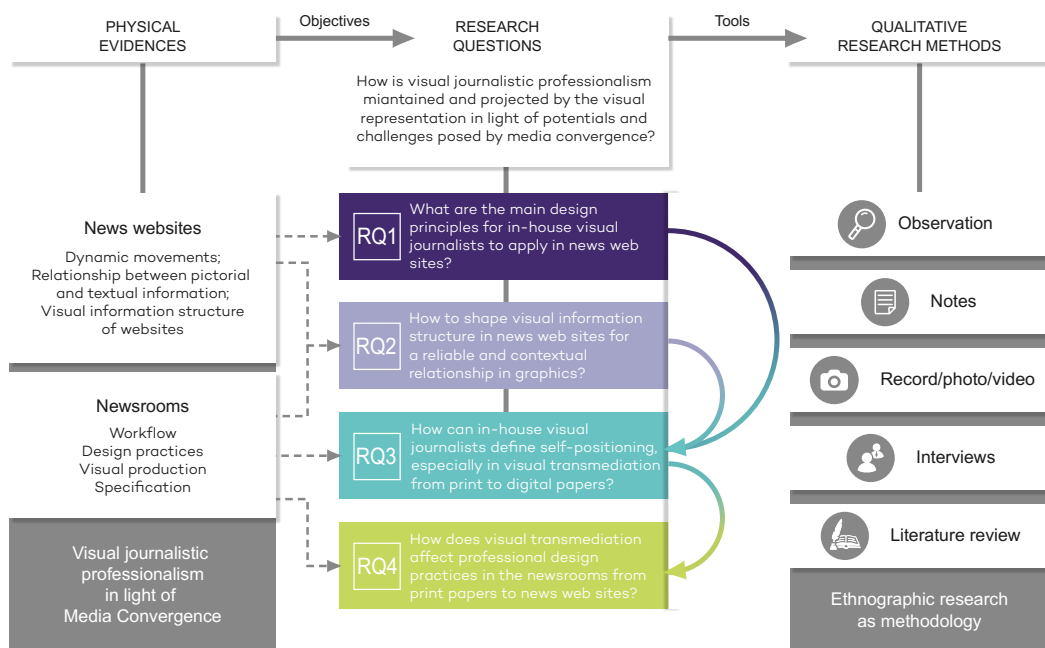 PHYSICAL
EVIDENCES
Objectives
RESEARCH
QUESTIONS
Tools
QUALITATIVE
RESEARCH METHODS
How is visual journalistic professionalism
miantained and projected by the visual
representation in light of potentials and
challenges posed by media convergence?
News websites
Dynamic movements;
Relationship between pictorial
and textual information;
Visual information structure
of websites
Newsrooms
Workflow
Design practices
Visual production
Specification
Visual journalistic
professionalism
in light of
Media Convergence
RQ1
What are the main design
principles for in-house visual
journalists to apply in news web
sites?
RQ2
How to shape visual information
structure in news web sites for
a reliable and contextual
relationship in graphics?
RQ3
How can in-house visual
journalists define self-positioning,
especially in visual transmediation
from print to digital papers?
RQ4
How does visual transmediation
affect professional design
practices in the newsrooms from
print papers to news web sites?
Observation
Notes
Record/photo/video
Interviews
Literature review
Ethnographic research
as methodology